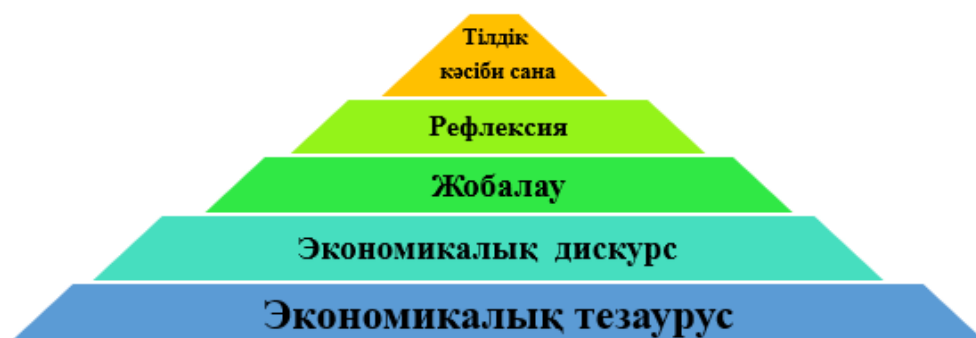 Тілдік
кәсіби сана
Рефлексия
Жобалау
Экономикалық дискурс
Экономикалық тезаурус